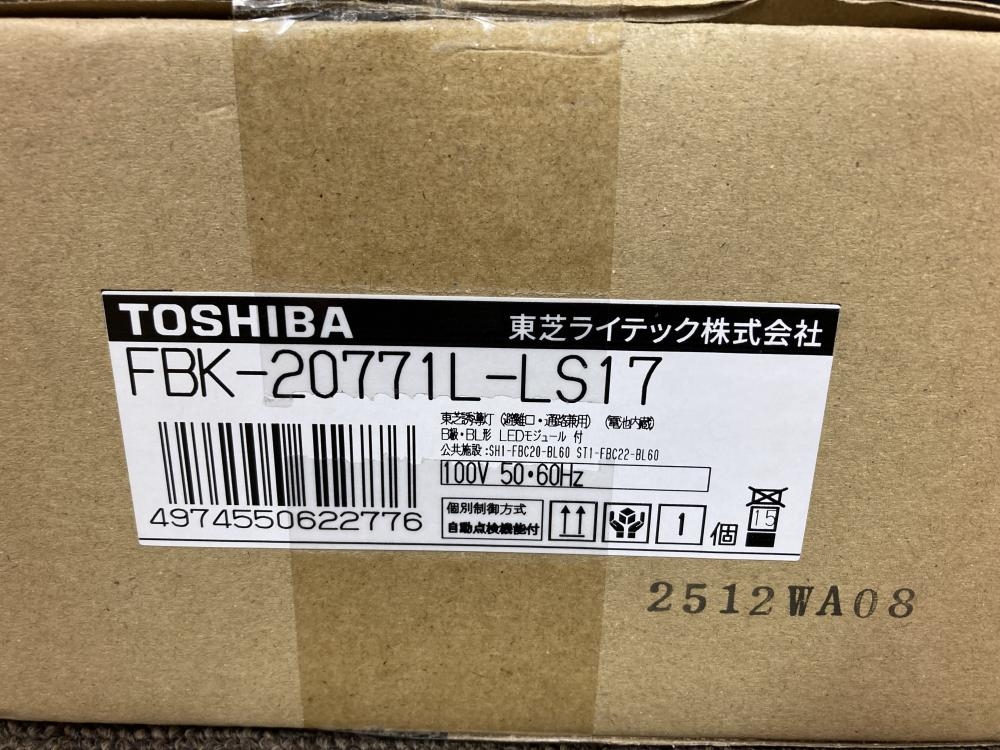 TOSHIBA 東芝ライテック株式会社
FBK-20771L-LS17
東芝誘導灯 (避難口・通路兼用) (電池内蔵)
B級・BL形 LEDモジュール 付
公共施設:SH1-FBC20-BL60 ST1-FBC22-BL60
100V 50・60Hz
4974550622776
個別制御方式
自動点検機能付
1 個
15
2512WA08